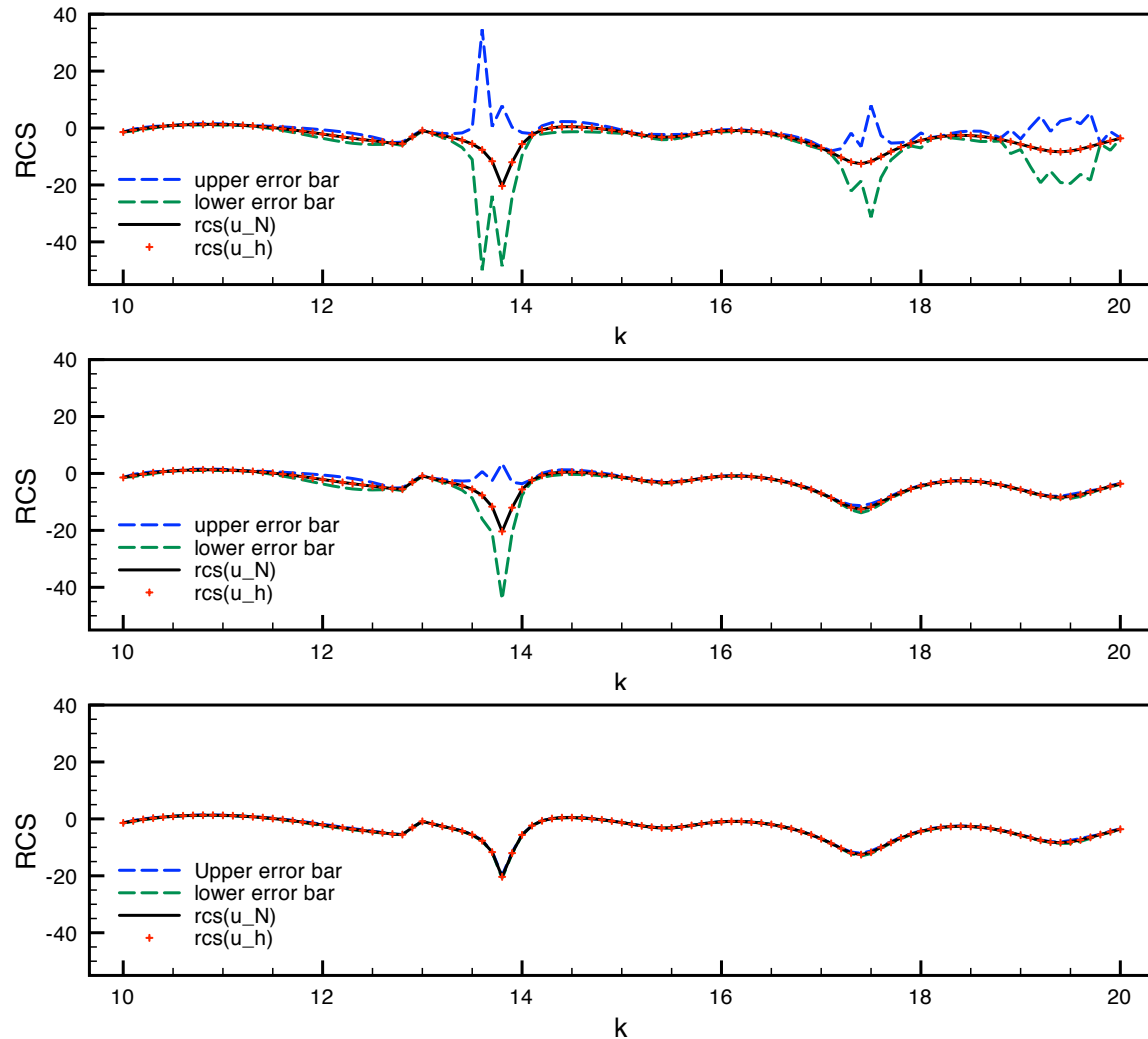 40
20
0
-20
-40
RCS
upper error bar
lower error bar
rcs(u_N)
rcs(u_h)
10 12 14 16 18 20
k
40
20
0
-20
-40
RCS
upper error bar
lower error bar
rcs(u_N)
rcs(u_h)
10 12 14 16 18 20
k
40
20
0
-20
-40
RCS
Upper error bar
lower error bar
rcs(u_N)
rcs(u_h)
10 12 14 16 18 20
k